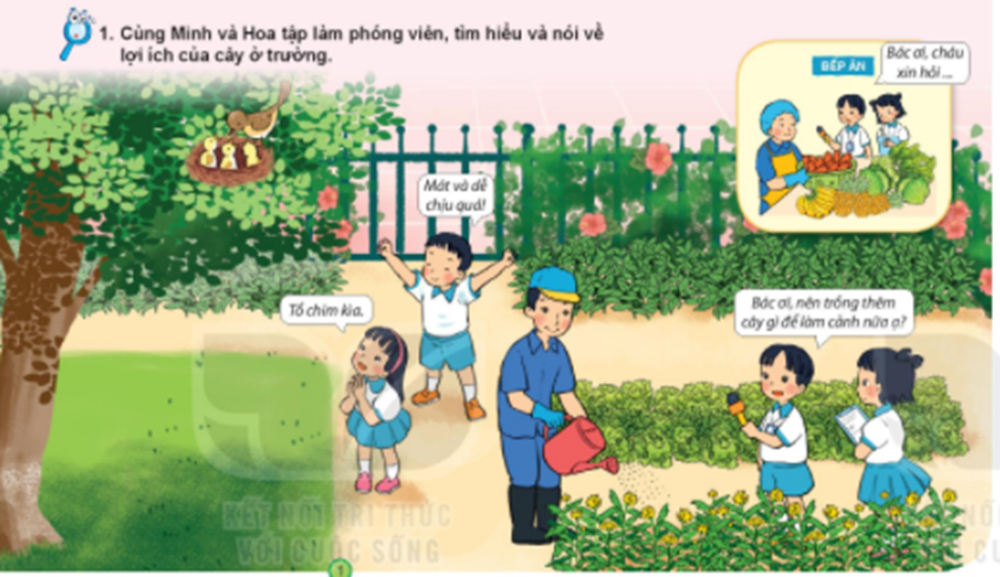 1. Cùng Minh và Hoa tập làm phóng viên, tìm hiểu và nói về
lợi ích của cây ở trường.
BẾP ĂN
Bác ơi, cháu
xin hỏi ...
Mát và dễ
chịu quá!
Tổ chim kìa.
Bác ơi, nên trồng thêm
cây gì để làm cảnh nữa ạ?
KẾT NỐI TRI THỨC
VỚI CUỘC SỐNG
1